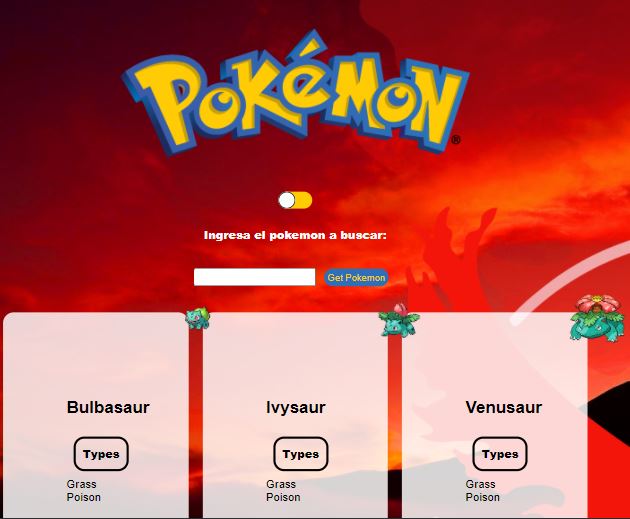 POKéMON®
Ingresa el pokemon a buscar:
Get Pokemon
Bulbasaur
Ivysaur
Venusaur
Types
Types
Types
Grass
Poison
Grass
Poison
Grass
Poison